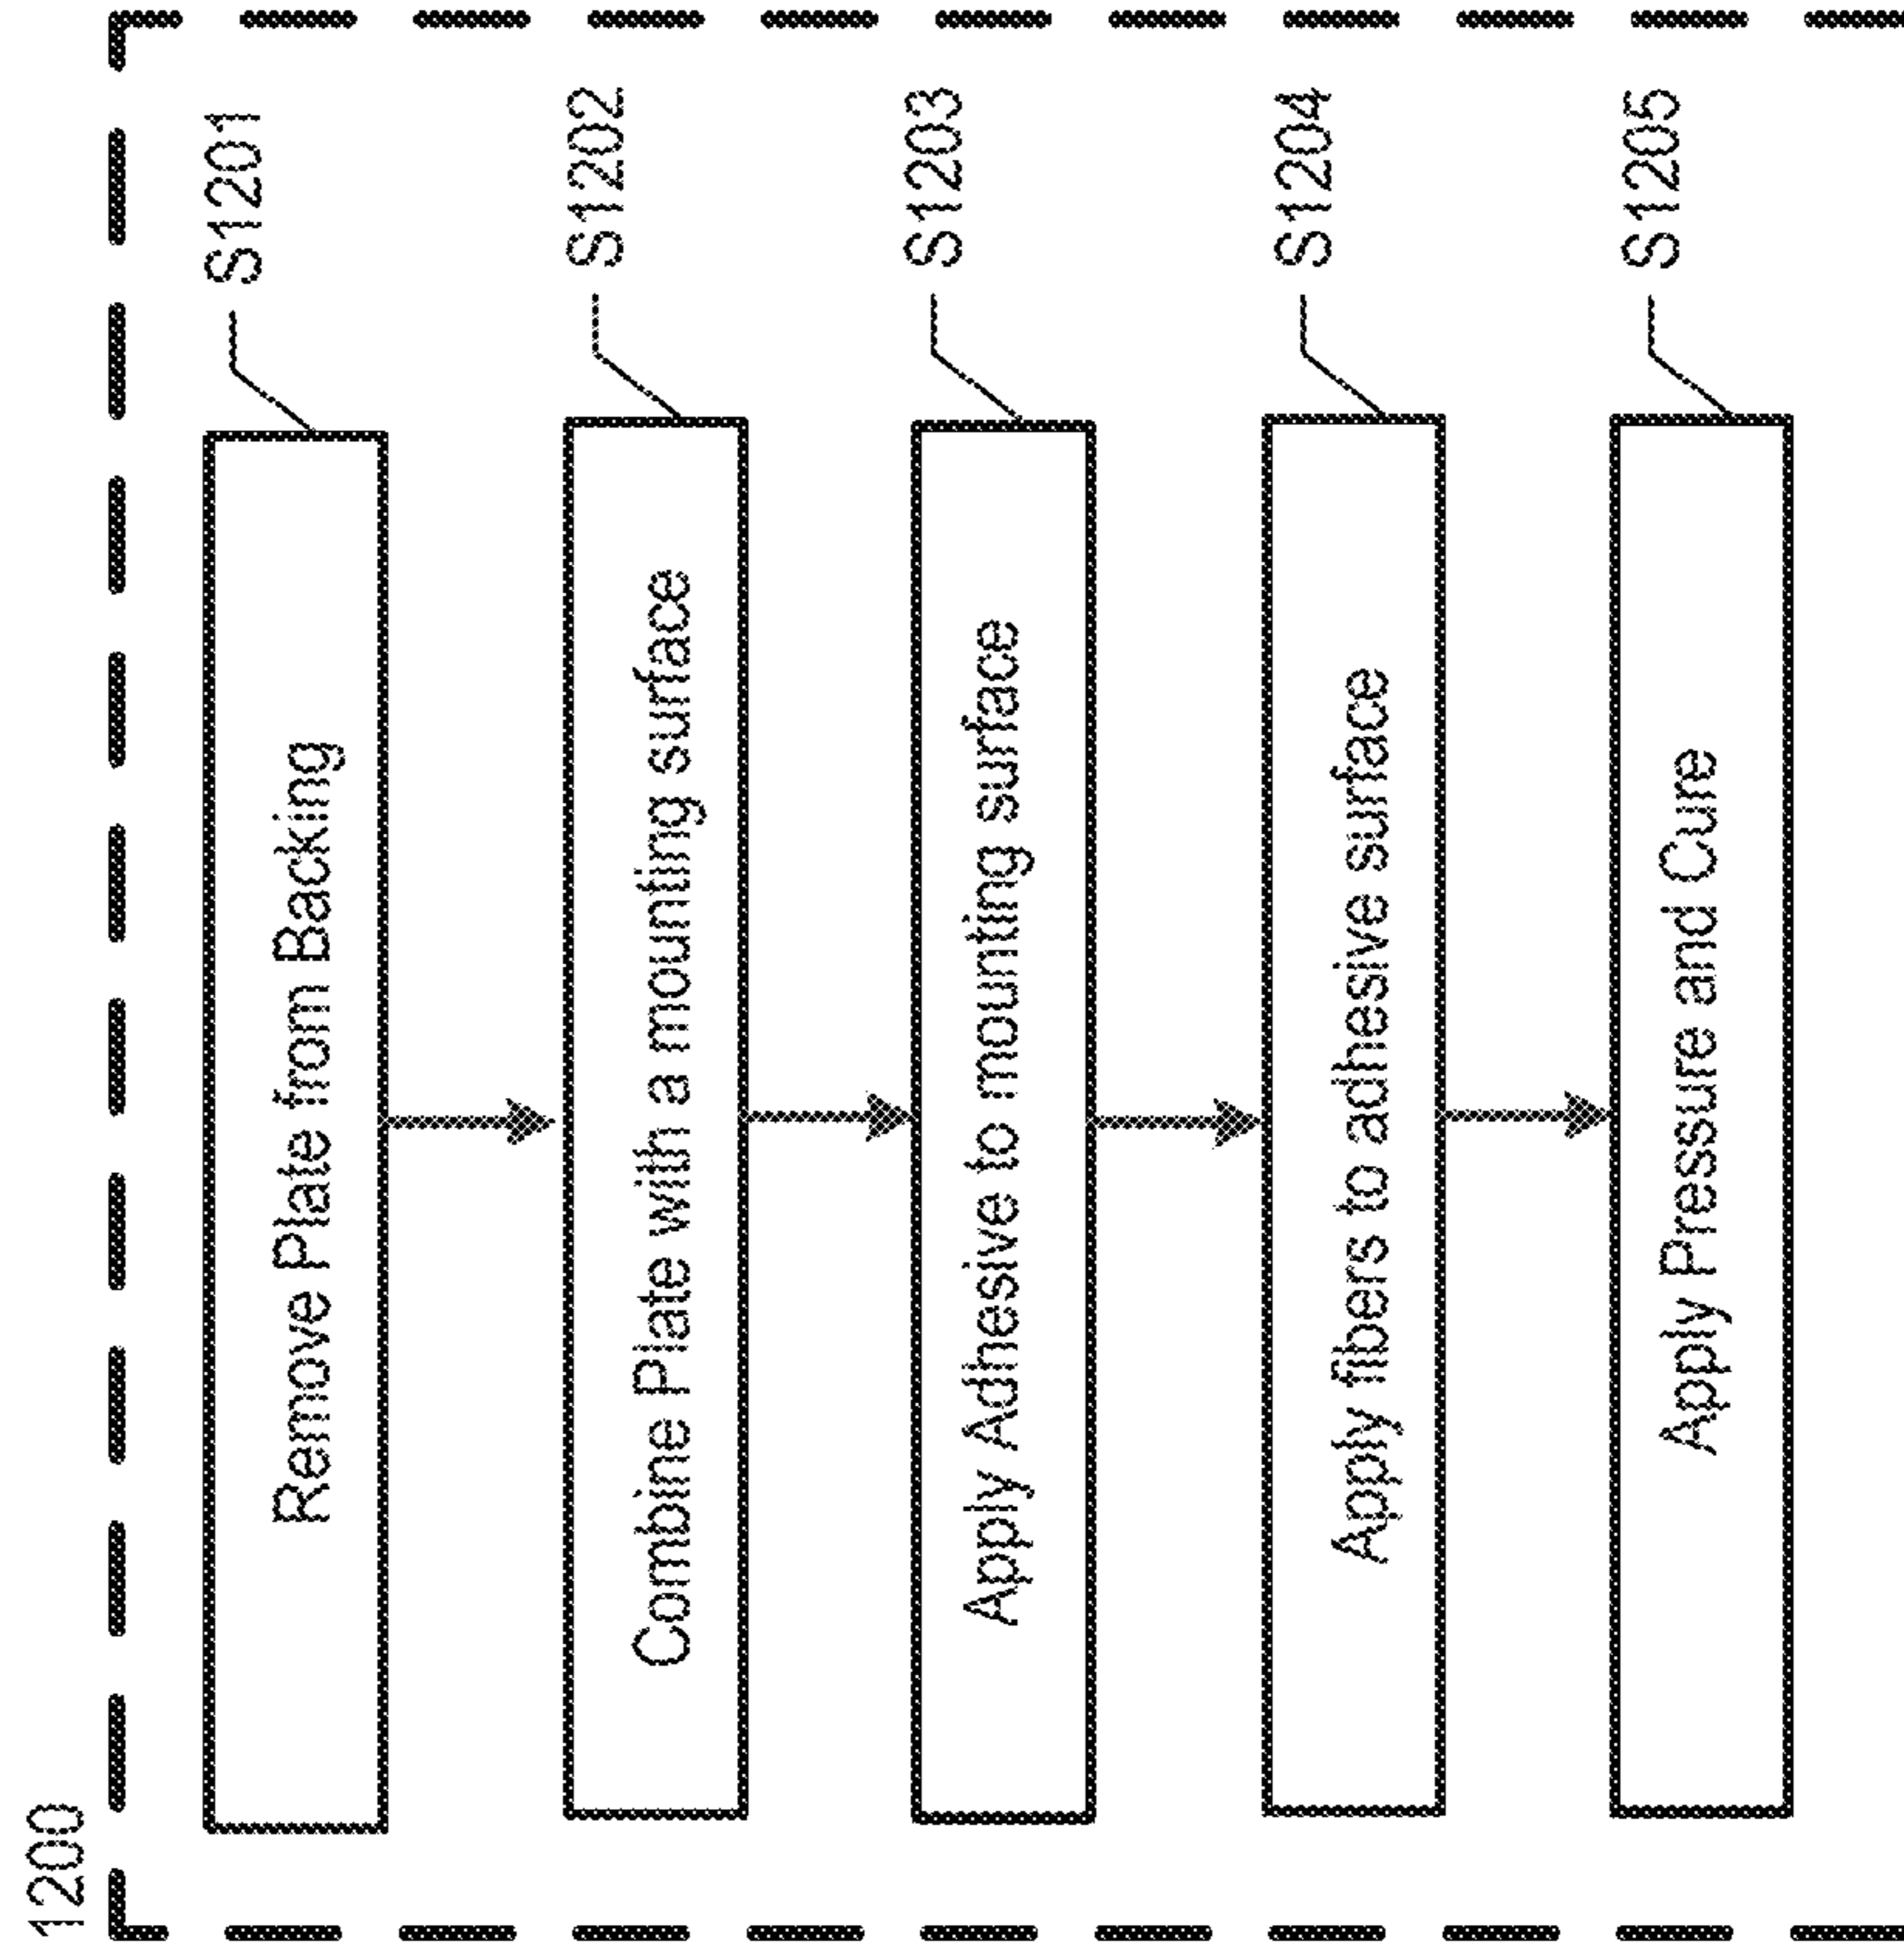 1200
Remove Plate from Backing
S1201
Combine Plate with a mounting surface
S1202
Apply Adhesive to mounting surface
S1203
Apply fibers to adhesive surface
S1204
Apply Pressure and Cure
S1205